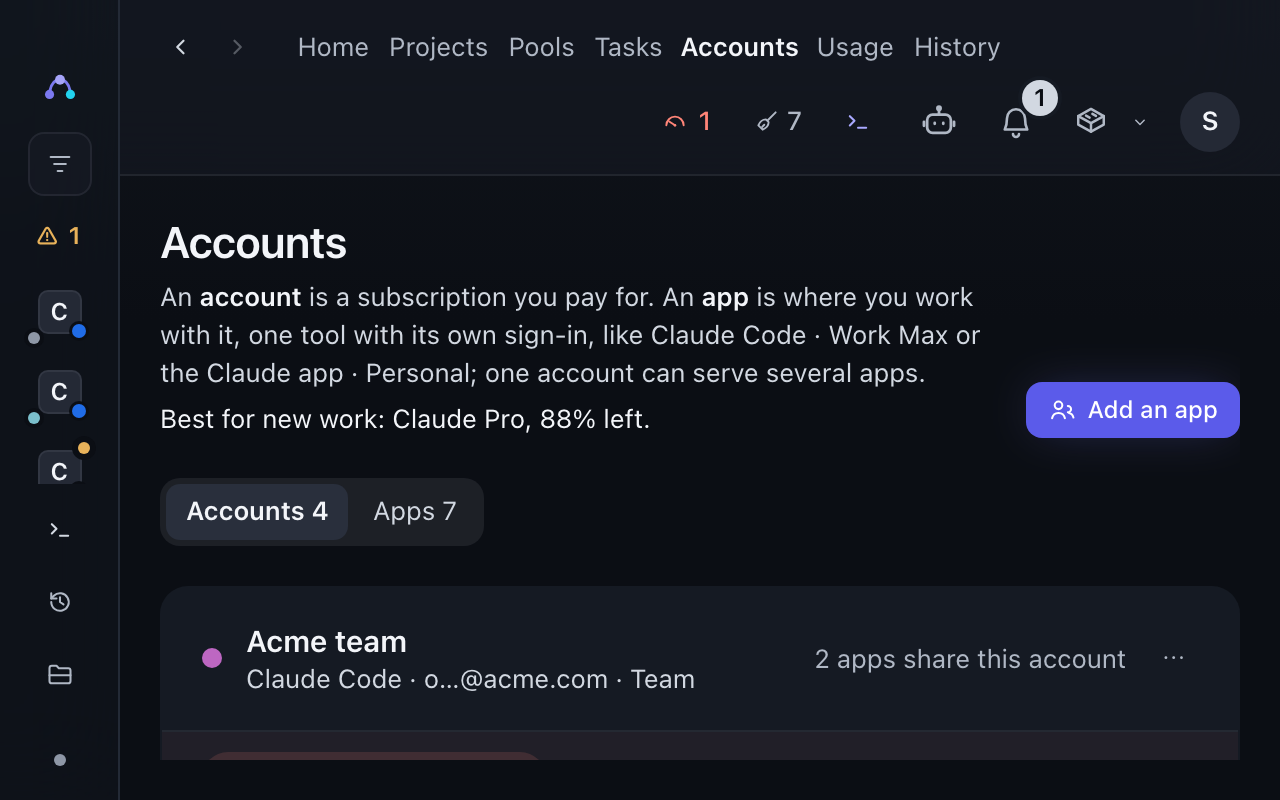 Home Projects Pools Tasks Accounts Usage History
1 7 1 S
1
C
C
C
Accounts
An account is a subscription you pay for. An app is where you work
with it, one tool with its own sign-in, like Claude Code · Work Max or
the Claude app · Personal; one account can serve several apps.
Best for new work: Claude Pro, 88% left.
Add an app
Accounts 4 Apps 7
Acme team
Claude Code · o...@acme.com · Team
2 apps share this account